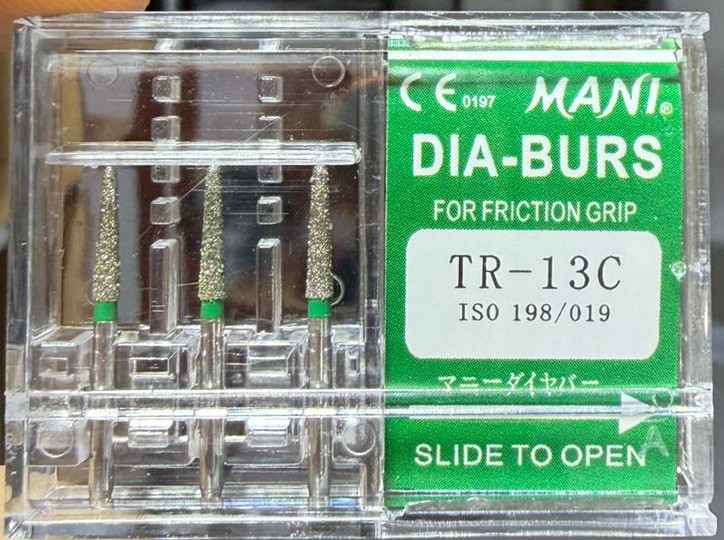 CE 0197 MANI®
DIA-BURS
FOR FRICTION GRIP
TR-13C
ISO 198/019
マニーダイヤバー
A
SLIDE TO OPEN